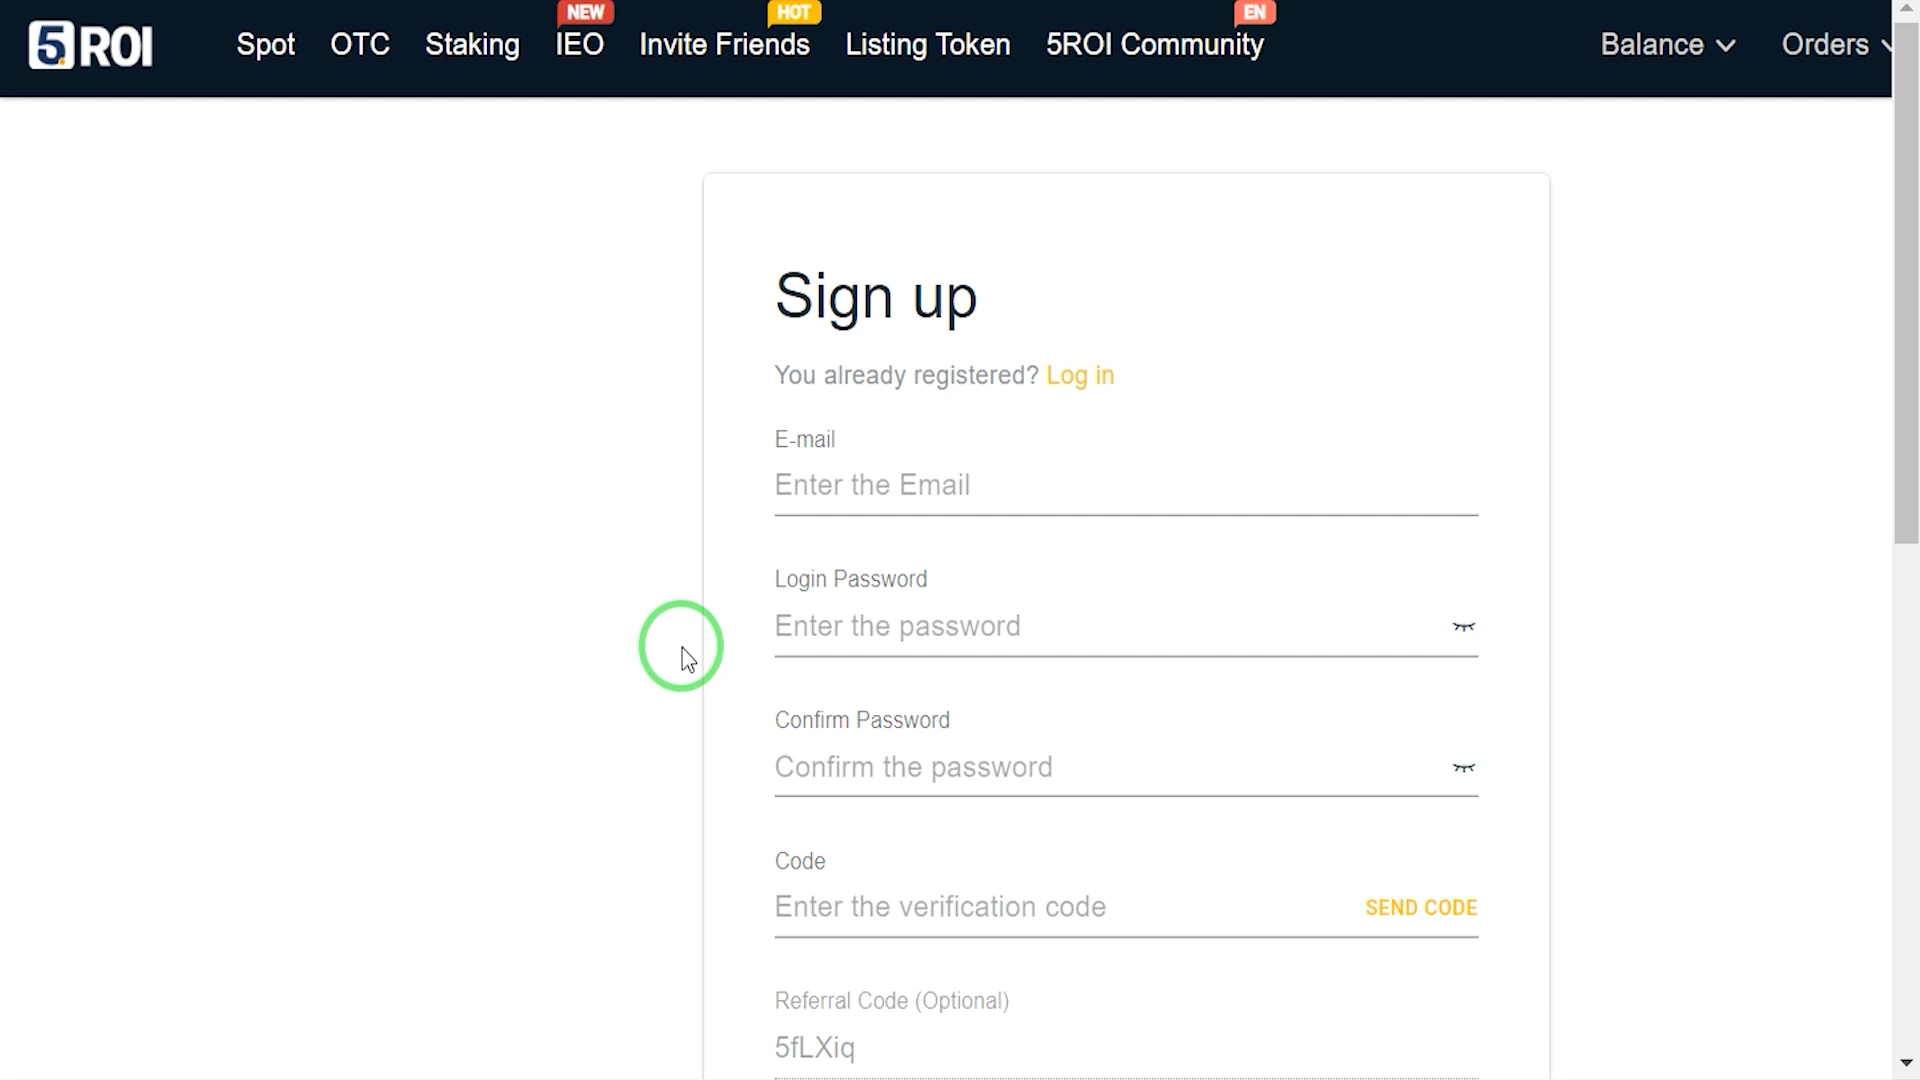 5ROI
Spot OTC Staking IEO NEW Invite Friends HOT Listing Token 5ROI Community EN Balance Orders
Sign up
You already registered? Log in
E-mail
Enter the Email
Login Password
Enter the password
Confirm Password
Confirm the password
Code
Enter the verification code SEND CODE
Referral Code (Optional)
5fLXiq